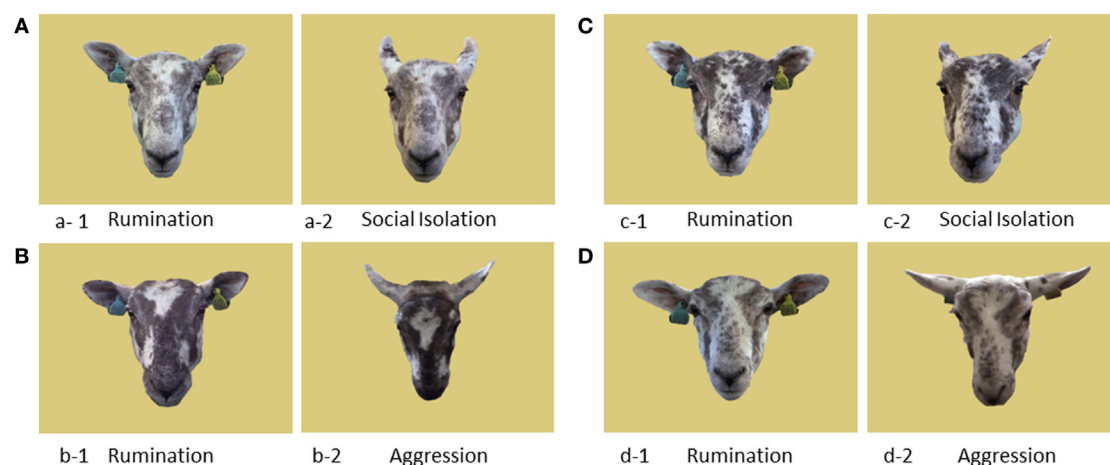 A
C
a- 1 Rumination
a-2 Social Isolation
c-1 Rumination
c-2 Social Isolation
B
D
b-1 Rumination
b-2 Aggression
d-1 Rumination
d-2 Aggression